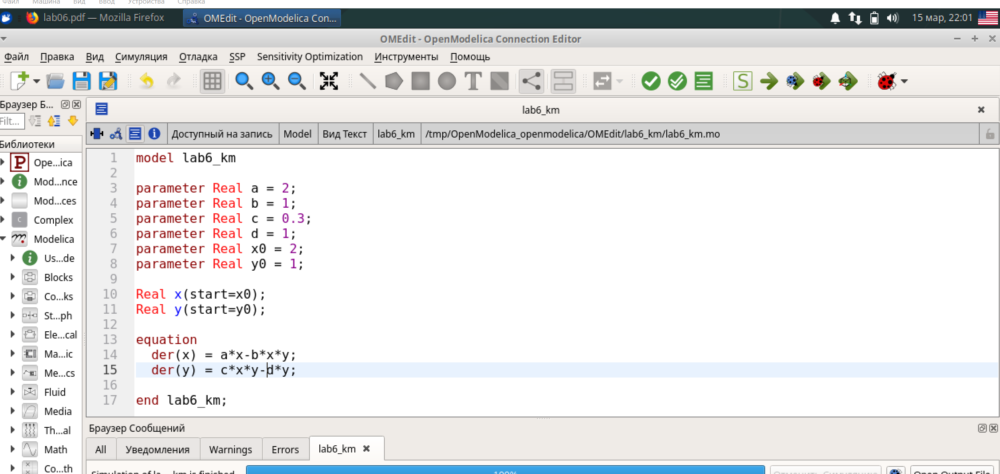 Файл Машина Вид Ввод Устройства Справка
lab06.pdf — Mozilla Firefox OMEdit - OpenModelica Con... 15 мар, 22:01
OMEdit - OpenModelica Connection Editor
Файл Правка Вид Симуляция Отладка SSP Sensitivity Optimization Инструменты Помощь
T S
Браузер Б...
Filt...
lab6_km
Доступный на запись Model Вид Текст lab6_km /tmp/OpenModelica_openmodelica/OMEdit/lab6_km/lab6_km.mo
Библиотеки
P Ope...ica
i Mod...nce
Mod...ces
C Complex
Modelica
i Us...de
Blocks
Co...ks
St...ph
Ele...cal
Ma...ic
Me...cs
Fluid
Media
Th...al
Math
Co...th
1 model lab6_km
2
3 parameter Real a = 2;
4 parameter Real b = 1;
5 parameter Real c = 0.3;
6 parameter Real d = 1;
7 parameter Real x0 = 2;
8 parameter Real y0 = 1;
9
10 Real x(start=x0);
11 Real y(start=y0);
12
13 equation
14 der(x) = a*x-b*x*y;
15 der(y) = c*x*y-d*y;
16
17 end lab6_km;
Браузер Сообщений
All Уведомления Warnings Errors lab6_km
Simulation of la... km is finished 100% Отменить Симуляцию Open Output File